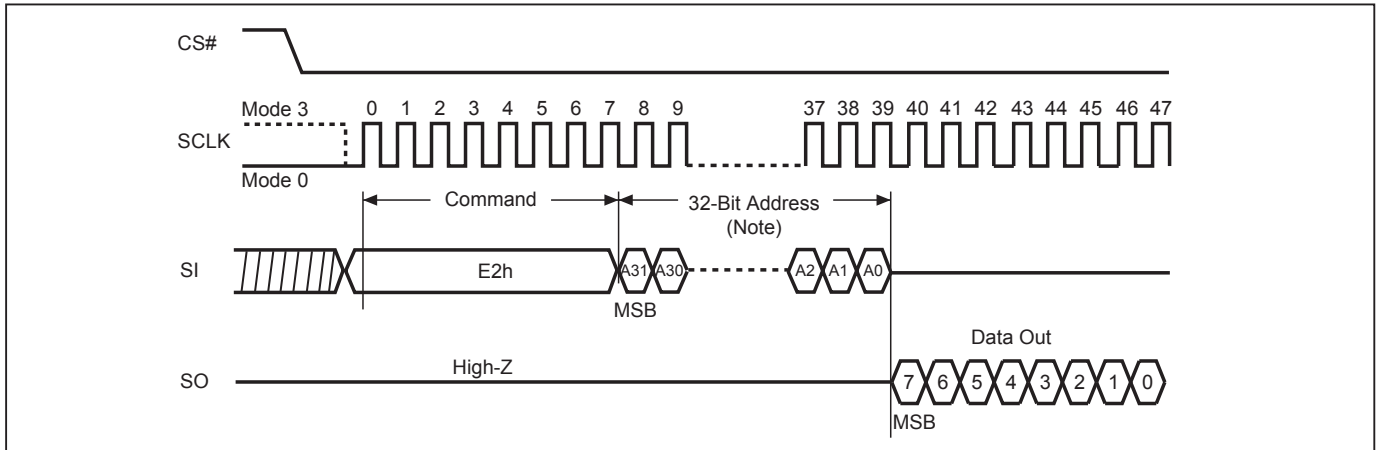 CS#
Mode 3 0 1 2 3 4 5 6 7 8 9 37 38 39 40 41 42 43 44 45 46 47
SCLK
Mode 0
Command 32-Bit Address
(Note)
SI E2h A31 A30 A2 A1 A0
MSB
Data Out
High-Z
SO 7 6 5 4 3 2 1 0
MSB